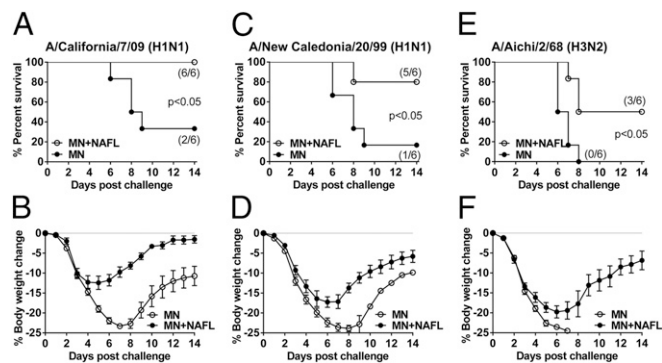 A
C
E
A/California/7/09 (H1N1)
A/New Caledonia/20/99 (H1N1)
A/Aichi/2/68 (H3N2)
% Percent survival
100
80
60
40
20
0
(6/6)
p<0.05
(2/6)
MN+NAFL
MN
0 2 4 6 8 10 12 14
Days post challenge
% Percent survival
100
80
60
40
20
0
(5/6)
p<0.05
(1/6)
MN+NAFL
MN
0 2 4 6 8 10 12 14
Days post challenge
% Percent survival
100
80
60
40
20
0
(3/6)
p<0.05
(0/6)
MN+NAFL
MN
0 2 4 6 8 10 12 14
Days post challenge
B
D
F
% Body weight change
0
-5
-10
-15
-20
-25
MN
MN+NAFL
0 2 4 6 8 10 12 14
Days post challenge
% Body weight change
0
-5
-10
-15
-20
-25
MN
MN+NAFL
0 2 4 6 8 10 12 14
Days post challenge
% Body weight change
0
-5
-10
-15
-20
-25
MN
MN+NAFL
0 2 4 6 8 10 12 14
Days post challenge